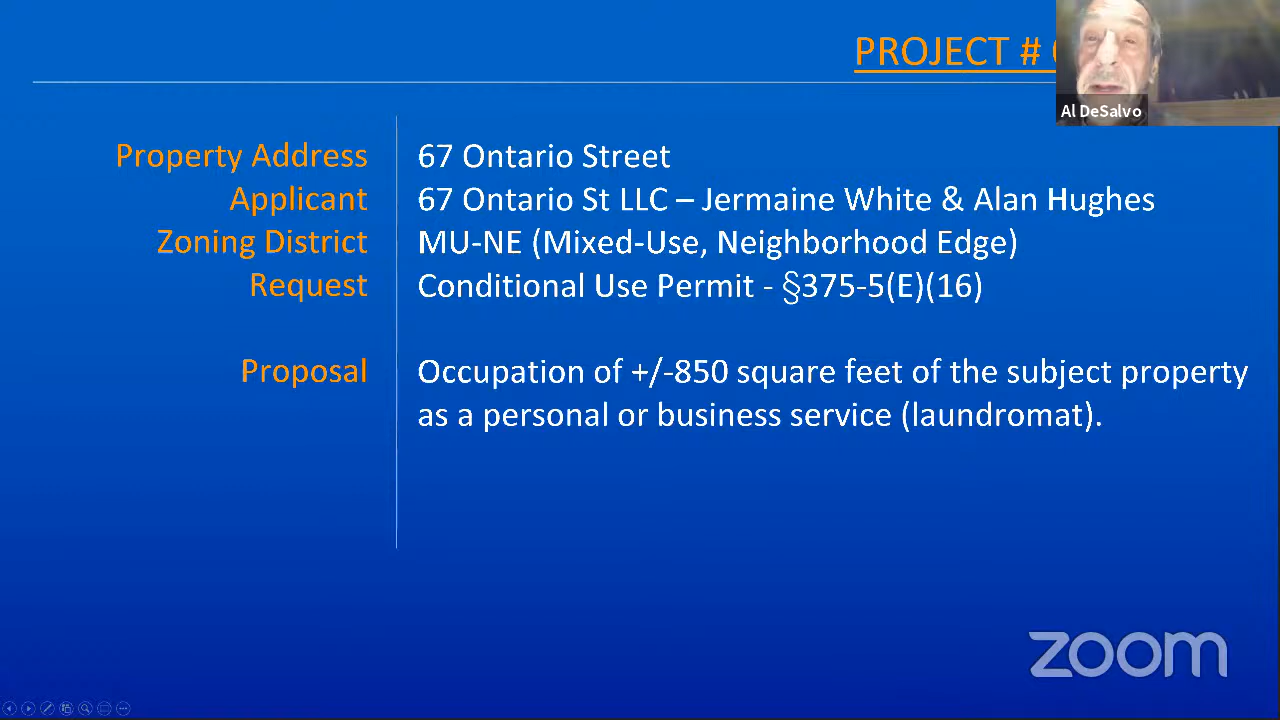 PROJECT #
Al DeSalvo
Property Address 67 Ontario Street
Applicant 67 Ontario St LLC – Jermaine White & Alan Hughes
Zoning District MU-NE (Mixed-Use, Neighborhood Edge)
Request Conditional Use Permit - §375-5(E)(16)
Proposal Occupation of +/-850 square feet of the subject property
as a personal or business service (laundromat).
zoom